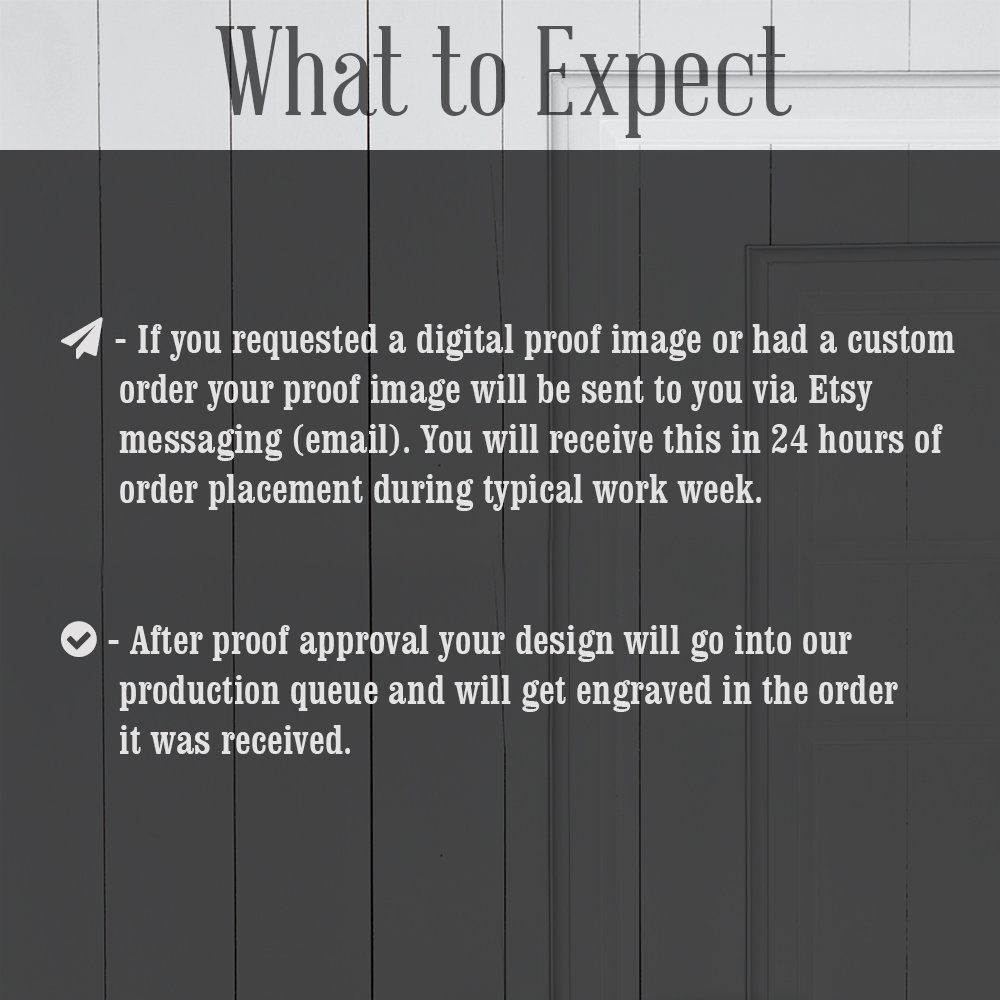 What to Expect
- If you requested a digital proof image or had a custom
order your proof image will be sent to you via Etsy
messaging (email). You will receive this in 24 hours of
order placement during typical work week.
- After proof approval your design will go into our
production queue and will get engraved in the order
it was received.